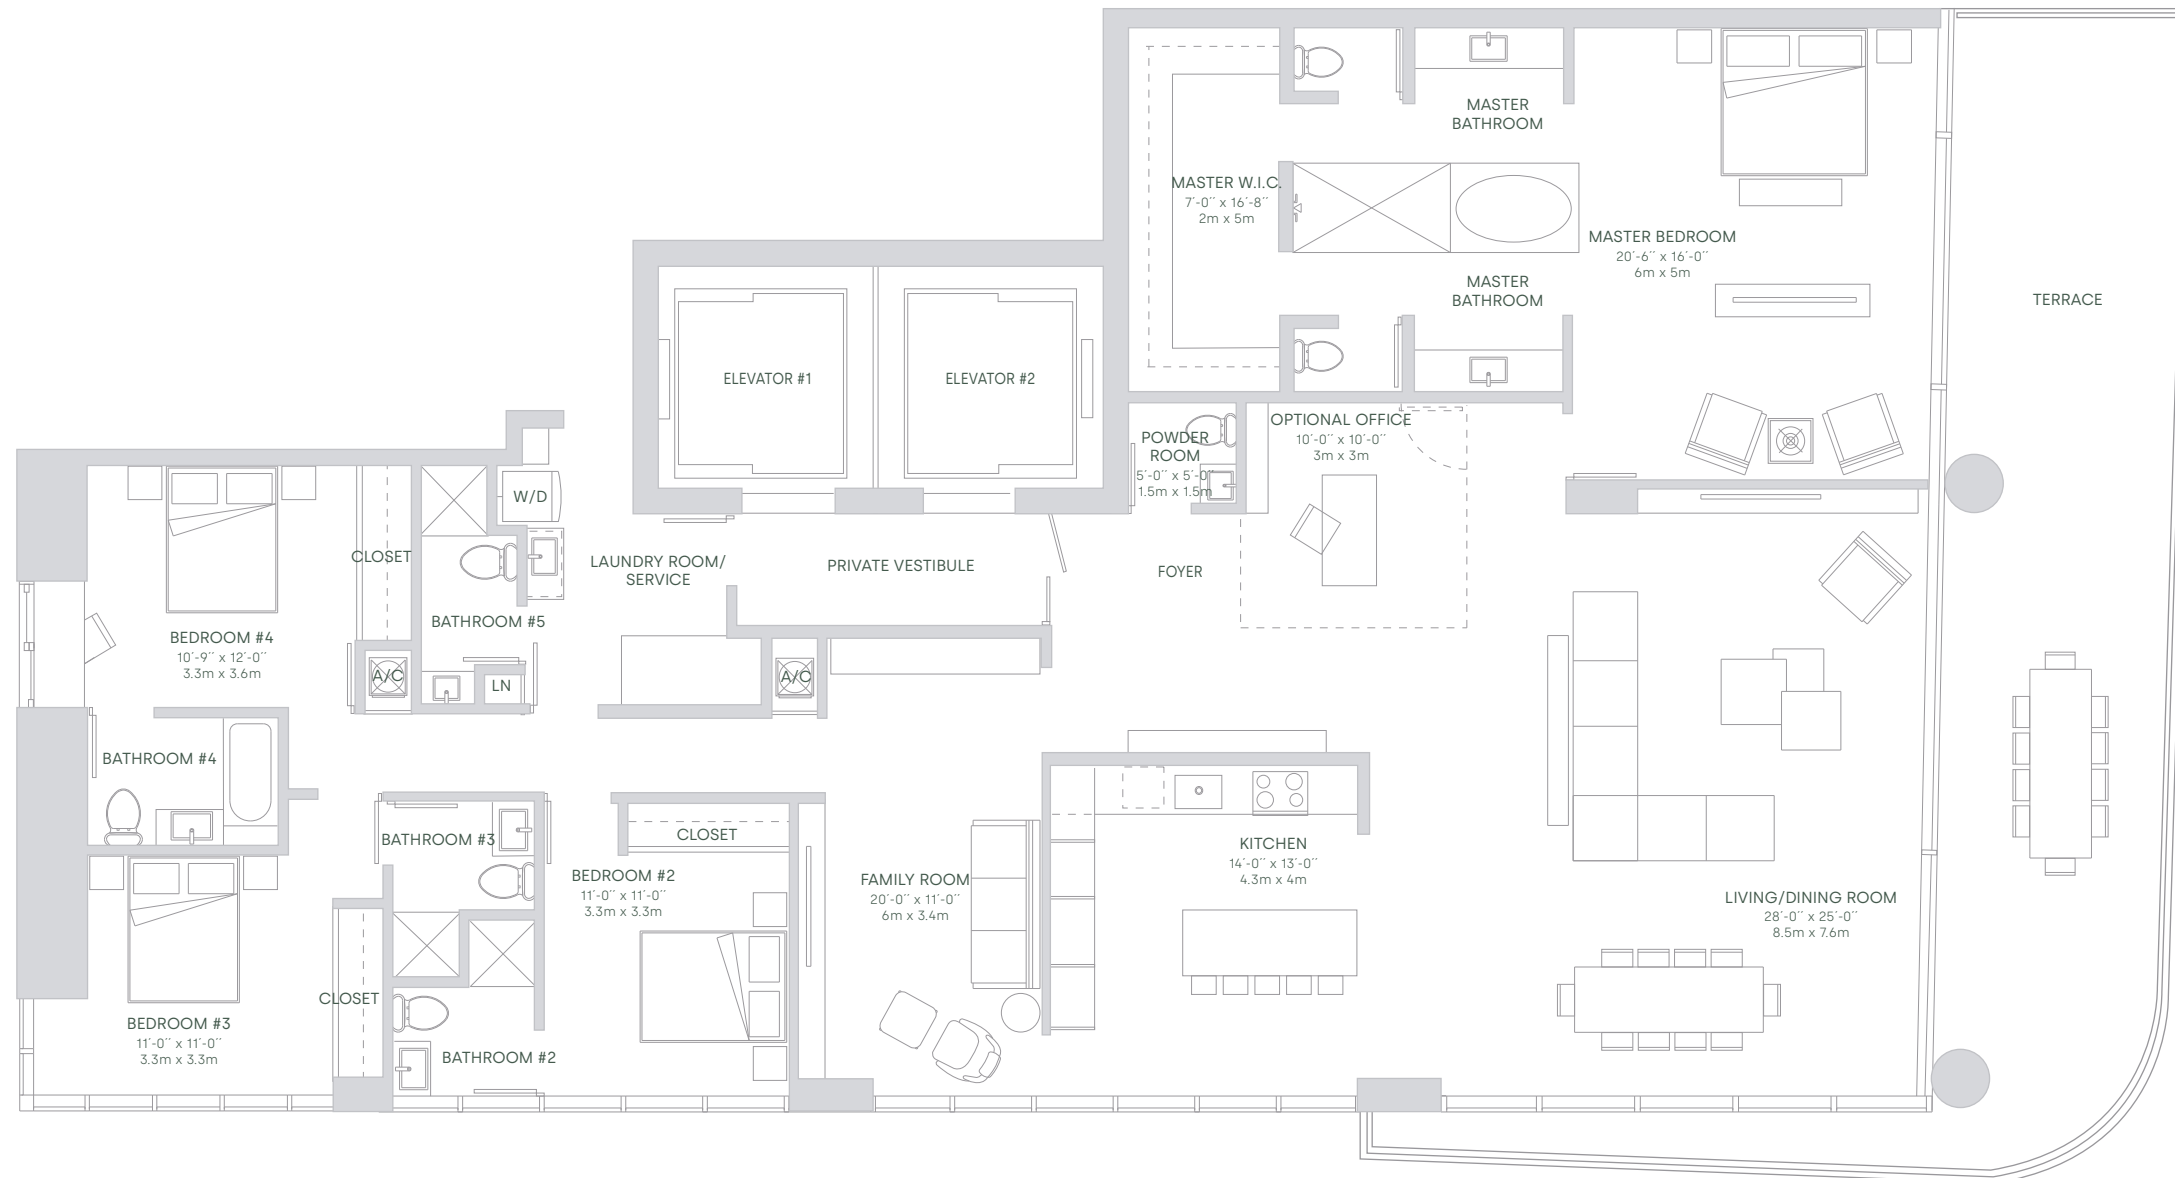 MASTER
BATHROOM
MASTER W.I.C.
7´-0˝ x 16´-8˝
2m x 5m
MASTER BEDROOM
20´-6˝ x 16´-0˝
6m x 5m
MASTER
BATHROOM
TERRACE
ELEVATOR #1
ELEVATOR #2
POWDER
ROOM
5´-0˝ x 5´-0˝
1.5m x 1.5m
OPTIONAL OFFICE
10´-0˝ x 10´-0˝
3m x 3m
W/D
CLOSET
LAUNDRY ROOM/
SERVICE
PRIVATE VESTIBULE
FOYER
BATHROOM #5
BEDROOM #4
10´-9˝ x 12´-0˝
3.3m x 3.6m
A/C
LN
A/C
BATHROOM #4
BATHROOM #3
CLOSET
BEDROOM #2
11´-0˝ x 11´-0˝
3.3m x 3.3m
FAMILY ROOM
20´-0˝ x 11´-0˝
6m x 3.4m
KITCHEN
14´-0˝ x 13´-0˝
4.3m x 4m
LIVING/DINING ROOM
28´-0˝ x 25´-0˝
8.5m x 7.6m
CLOSET
BEDROOM #3
11´-0˝ x 11´-0˝
3.3m x 3.3m
BATHROOM #2